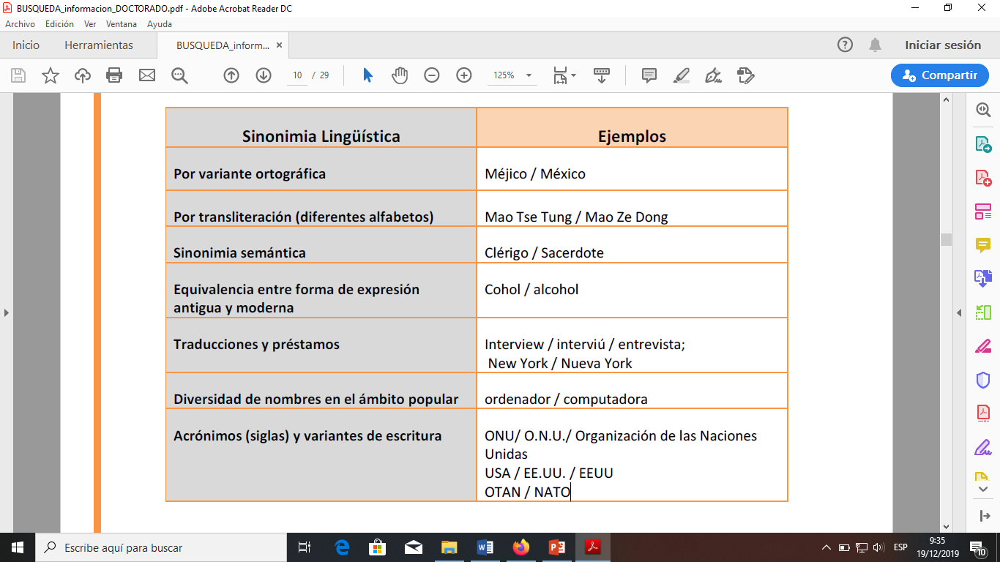 BUSQUEDA_informacion_DOCTORADO.pdf - Adobe Acrobat Reader DC
Archivo Edición Ver Ventana Ayuda
Inicio Herramientas BUSQUEDA_inform... ×
? Iniciar sesión
10 / 29 125% Compartir
Sinonimia Lingüística Ejemplos
Por variante ortográfica Méjico / México
Por transliteración (diferentes alfabetos) Mao Tse Tung / Mao Ze Dong
Sinonimia semántica Clérigo / Sacerdote
Equivalencia entre forma de expresión Cohol / alcohol
antigua y moderna
Traducciones y préstamos Interview / interviú / entrevista;
New York / Nueva York
Diversidad de nombres en el ámbito popular ordenador / computadora
Acrónimos (siglas) y variantes de escritura ONU/ O.N.U./ Organización de las Naciones
Unidas
USA / EE.UU. / EEUU
OTAN / NATO
Escribe aquí para buscar ESP 9:35
19/12/2019 10